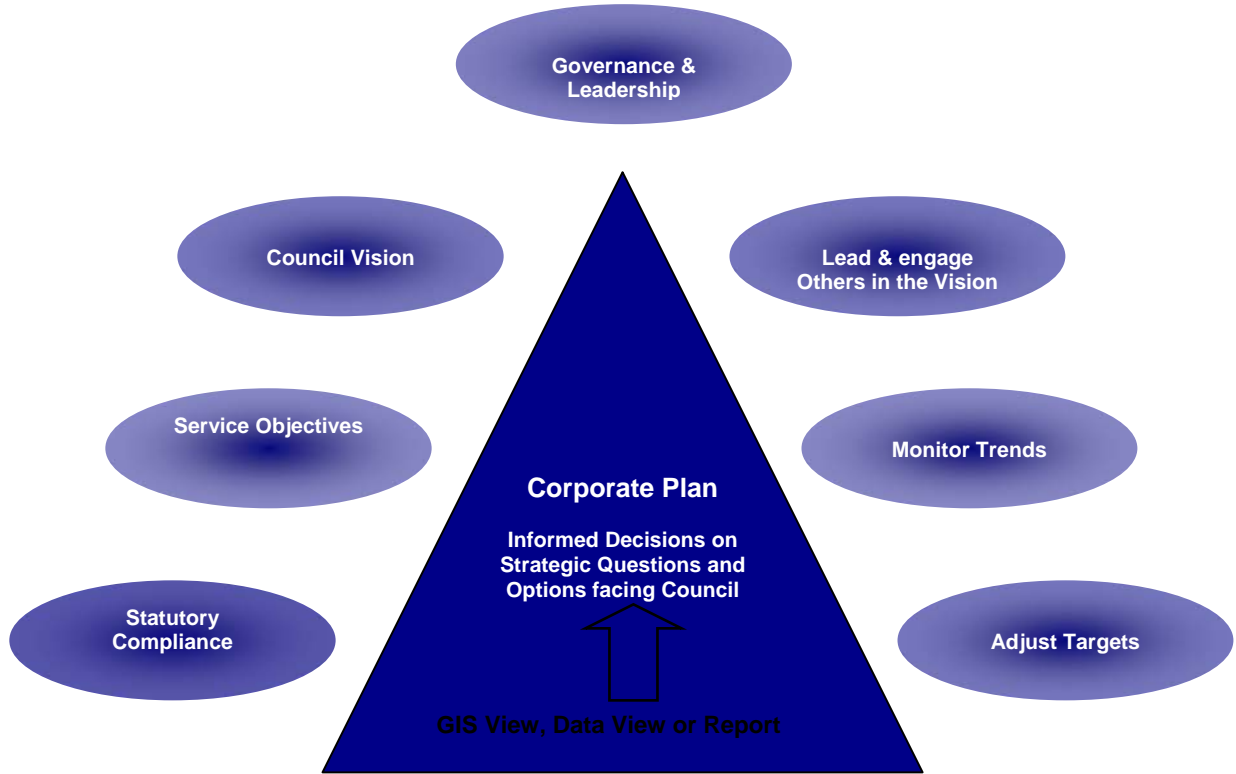 Governance &
Leadership
Council Vision
Lead & engage
Others in the Vision
Service Objectives
Monitor Trends
Corporate Plan
Informed Decisions on
Strategic Questions and
Options facing Council
Statutory
Compliance
Adjust Targets
GIS View, Data View or Report